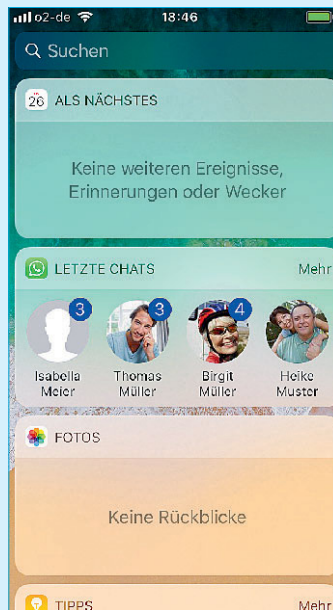 o2-de 18:46
Suchen
26 ALS NÄCHSTES
Keine weiteren Ereignisse,
Erinnerungen oder Wecker
LETZTE CHATS Mehr
3 3 4
Isabella Thomas Birgit Heike
Meier Müller Müller Muster
FOTOS
Keine Rückblicke
TIPPS Mehr